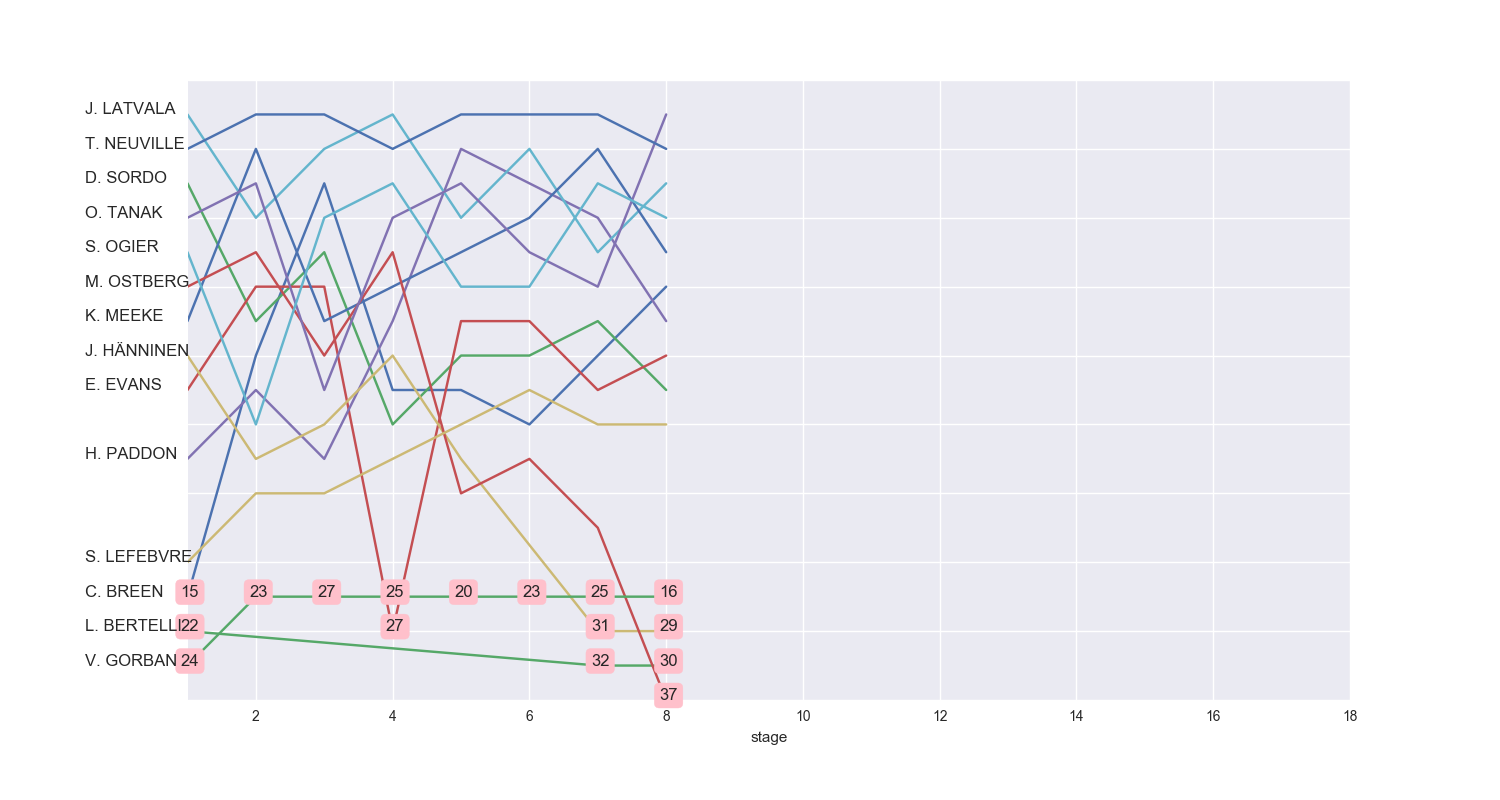 J. LATVALA
T. NEUVILLE
D. SORDO
O. TANAK
S. OGIER
M. OSTBERG
K. MEEKE
J. HÄNNINEN
E. EVANS
H. PADDON
S. LEFEBVRE
C. BREEN 15 23 27 25 20 23 25 16
L. BERTELLI 22 27 31 29
V. GORBAN 24 32 30
37
2 4 6 8 10 12 14 16 18
stage